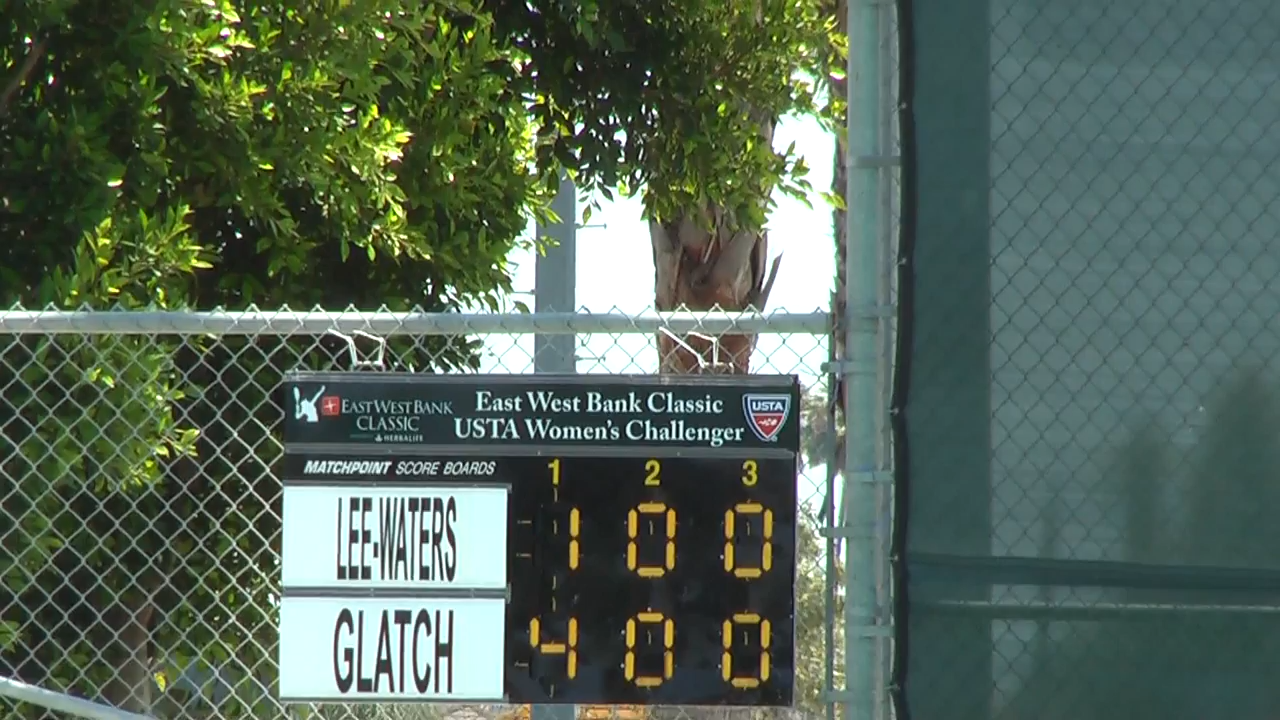 EAST WEST BANK
CLASSIC
HERBALIFE
East West Bank Classic
USTA Women's Challenger
USTA
MATCHPOINT SCORE BOARDS 1 2 3
LEE-WATERS 1 0 0
GLATCH 4 0 0